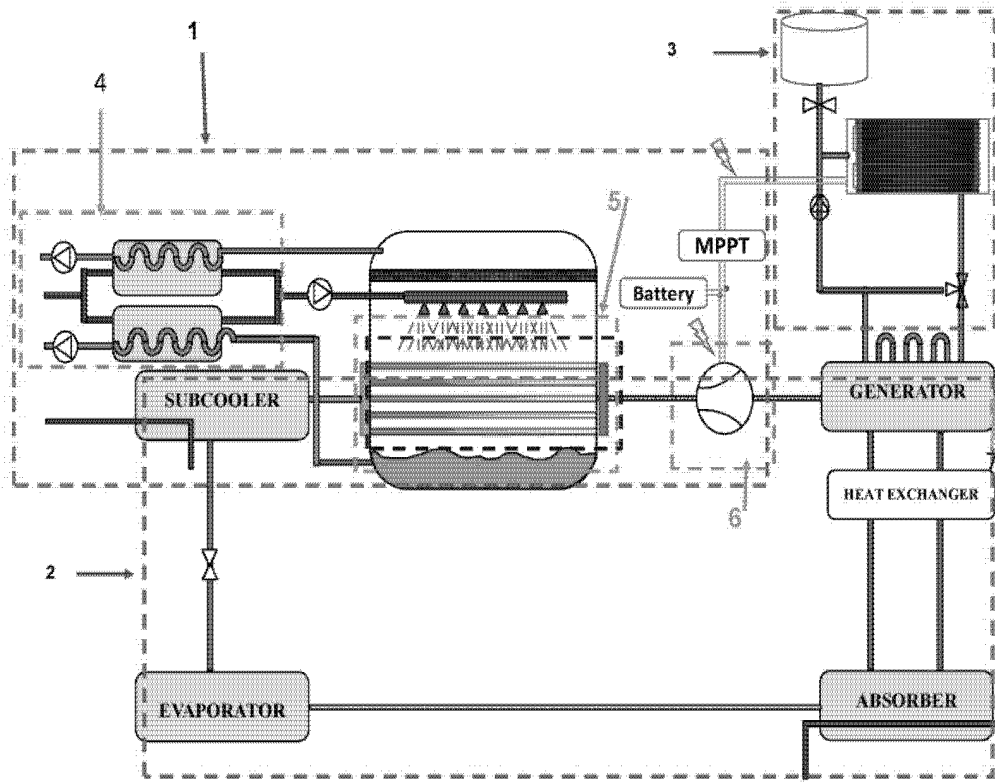 1
3
4
5
MPPT
Battery
SUBCOOLER
GENERATOR
HEAT EXCHANGER
6
2
EVAPORATOR
ABSORBER